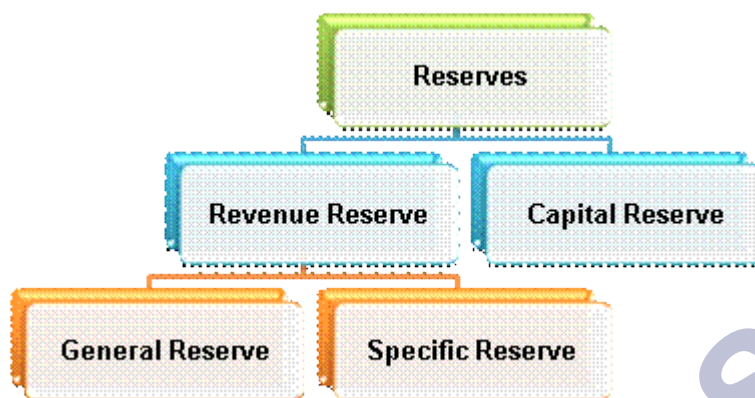 Reserves
Revenue Reserve
Capital Reserve
General Reserve
Specific Reserve